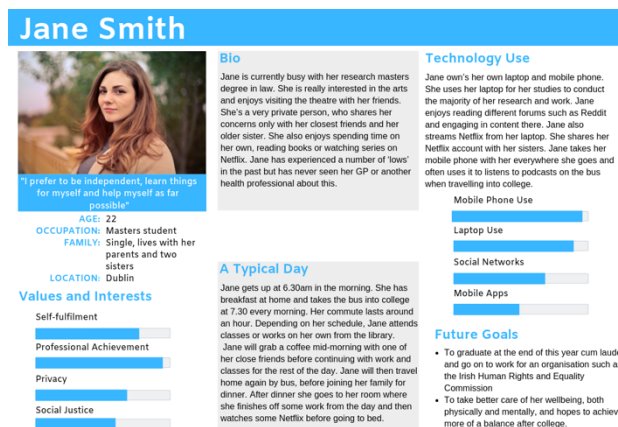 Jane Smith
"I prefer to be independent, learn things
for myself and help myself as far
possible"
AGE: 22
OCCUPATION: Masters student
FAMILY: Single, lives with her
parents and two
sisters
LOCATION: Dublin
Values and Interests
Self-fulfilment
Professional Achievement
Privacy
Social Justice
Bio
Jane is currently busy with her research masters
degree in law. She is really interested in the arts
and enjoys visiting the theatre with her friends.
She's a very private person, who shares her
concerns only with her closest friends and her
older sister. She also enjoys spending time on
her own, reading books or watching series on
Netflix. Jane has experienced a number of 'lows'
in the past but has never seen her GP or another
health professional about this.
A Typical Day
Jane gets up at 6.30am in the morning. She has
breakfast at home and takes the bus into college
at 7.30 every morning. Her commute lasts around
an hour. Depending on her schedule, Jane attends
classes or works on her own from the library.
Jane will grab a coffee mid-morning with one of
her close friends before continuing with work and
classes for the rest of the day. Jane will then travel
home again by bus, before joining her family for
dinner. After dinner she goes to her room where
she finishes off some work from the day and then
watches some Netflix before going to bed.
Technology Use
Jane own's her own laptop and mobile phone.
She uses her laptop for her studies to conduct
the majority of her research and work. Jane
enjoys reading different forums such as Reddit
and engaging in content there. Jane also
streams Netflix from her laptop. She shares her
Netflix account with her sisters. Jane takes her
mobile phone with her everywhere she goes and
often uses it to listens to podcasts on the bus
when travelling into college.
Mobile Phone Use
Laptop Use
Social Networks
Mobile Apps
Future Goals
• To graduate at the end of this year cum laud
and go on to work for an organisation such a
the Irish Human Rights and Equality
Commission
• To take better care of her wellbeing, both
physically and mentally, and hopes to achiev
more of a balance after college.